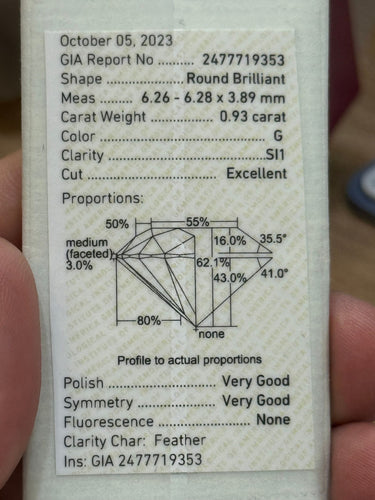 October 05, 2023
GIA Report No .......... 2477719353
Shape ........................ Round Brilliant
Meas ......... 6.26 - 6.28 x 3.89 mm
Carat Weight ...................... 0.93 carat
Color ............................................. G
Clarity ......................................... SI1
Cut ................................... Excellent
Proportions:
50% 55%
medium (faceted) 3.0%
16.0% 35.5°
62.1%
43.0% 41.0°
80%
none
Profile to actual proportions
Polish .......................... Very Good
Symmetry .................... Very Good
Fluorescence ...................... None
Clarity Char: Feather
Ins: GIA 2477719353